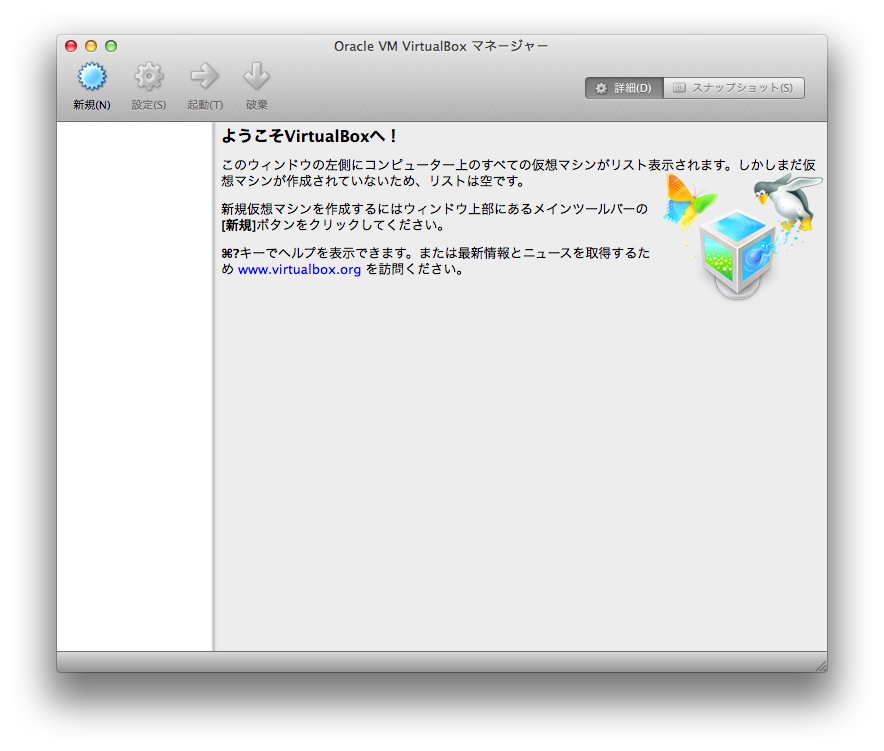 Oracle VM VirtualBox マネージャー
新規(N) 設定(S) 起動(T) 破棄
詳細(D) スナップショット(S)
ようこそVirtualBoxへ！
このウィンドウの左側にコンピューター上のすべての仮想マシンがリスト表示されます。しかしまだ仮
想マシンが作成されていないため、リストは空です。
新規仮想マシンを作成するにはウィンドウ上部にあるメインツールバーの
[新規]ボタンをクリックしてください。
⌘?キーでヘルプを表示できます。または最新情報とニュースを取得するた
め www.virtualbox.org を訪問ください。